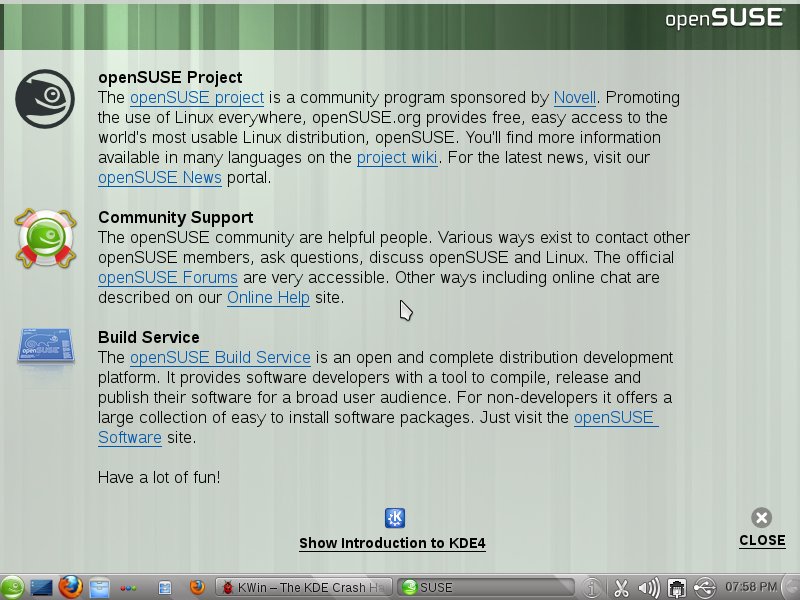 openSUSE
openSUSE Project
The openSUSE project is a community program sponsored by Novell. Promoting
the use of Linux everywhere, openSUSE.org provides free, easy access to the
world's most usable Linux distribution, openSUSE. You'll find more information
available in many languages on the project wiki. For the latest news, visit our
openSUSE News portal.
Community Support
The openSUSE community are helpful people. Various ways exist to contact other
openSUSE members, ask questions, discuss openSUSE and Linux. The official
openSUSE Forums are very accessible. Other ways including online chat are
described on our Online Help site.
openSUSE
Build Service
The openSUSE Build Service is an open and complete distribution development
platform. It provides software developers with a tool to compile, release and
publish their software for a broad user audience. For non-developers it offers a
large collection of easy to install software packages. Just visit the openSUSE
Software site.
Have a lot of fun!
Show Introduction to KDE4
CLOSE
KWin – The KDE Crash Ha
SUSE
07:58 PM